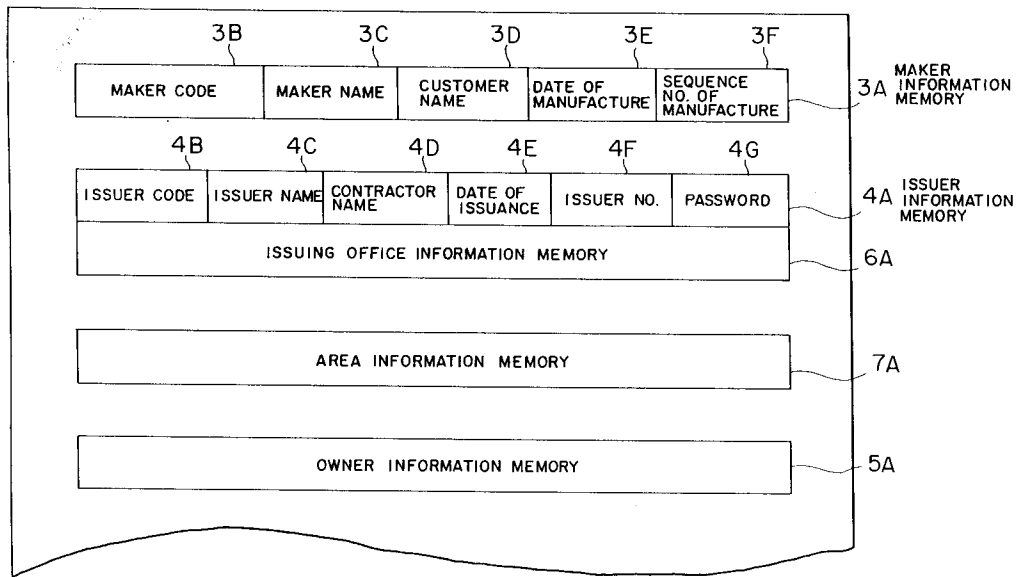 3B 3C 3D 3E 3F
MAKER CODE MAKER NAME CUSTOMER NAME DATE OF MANUFACTURE SEQUENCE NO. OF MANUFACTURE 3A MAKER INFORMATION MEMORY
4B 4C 4D 4E 4F 4G
ISSUER CODE ISSUER NAME CONTRACTOR NAME DATE OF ISSUANCE ISSUER NO. PASSWORD 4A ISSUER INFORMATION MEMORY
ISSUING OFFICE INFORMATION MEMORY 6A
AREA INFORMATION MEMORY 7A
OWNER INFORMATION MEMORY 5A